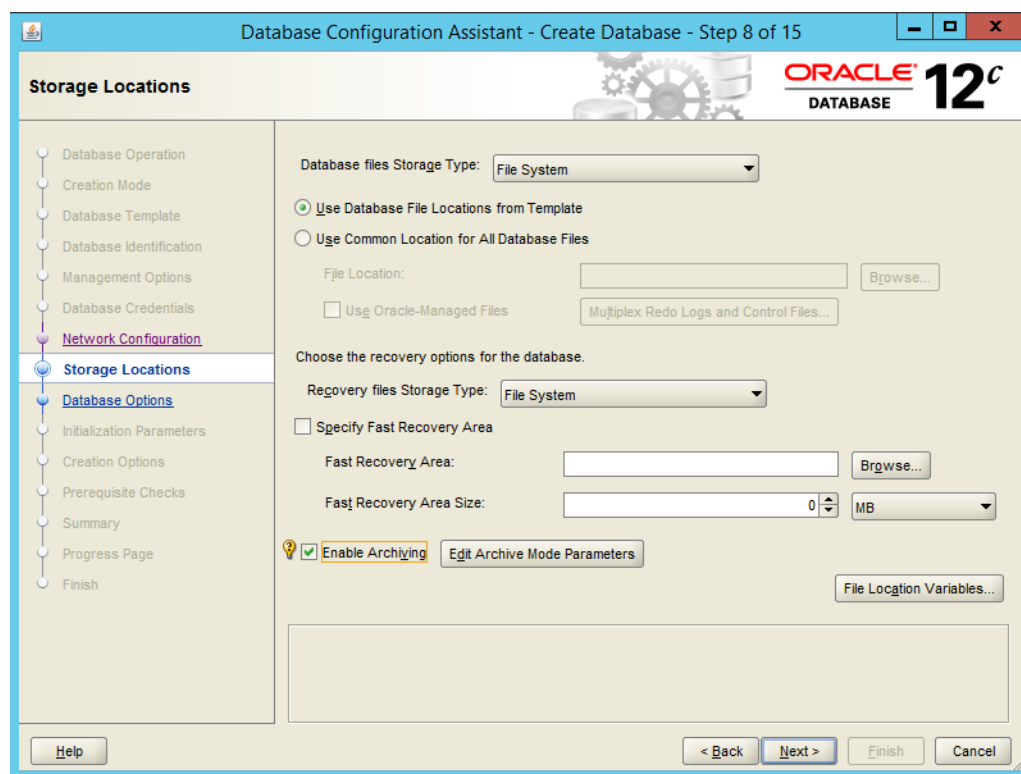 Database Configuration Assistant - Create Database - Step 8 of 15
Storage Locations
ORACLE
DATABASE
12c
Database Operation
Creation Mode
Database Template
Database Identification
Management Options
Database Credentials
Network Configuration
Storage Locations
Database Options
Initialization Parameters
Creation Options
Prerequisite Checks
Summary
Progress Page
Finish
Database files Storage Type: File System
Use Database File Locations from Template
Use Common Location for All Database Files
File Location: Browse...
Use Oracle-Managed Files Multiplex Redo Logs and Control Files...
Choose the recovery options for the database.
Recovery files Storage Type: File System
Specify Fast Recovery Area
Fast Recovery Area: Browse...
Fast Recovery Area Size: 0 MB
Enable Archiving Edit Archive Mode Parameters
File Location Variables...
Help < Back Next > Finish Cancel